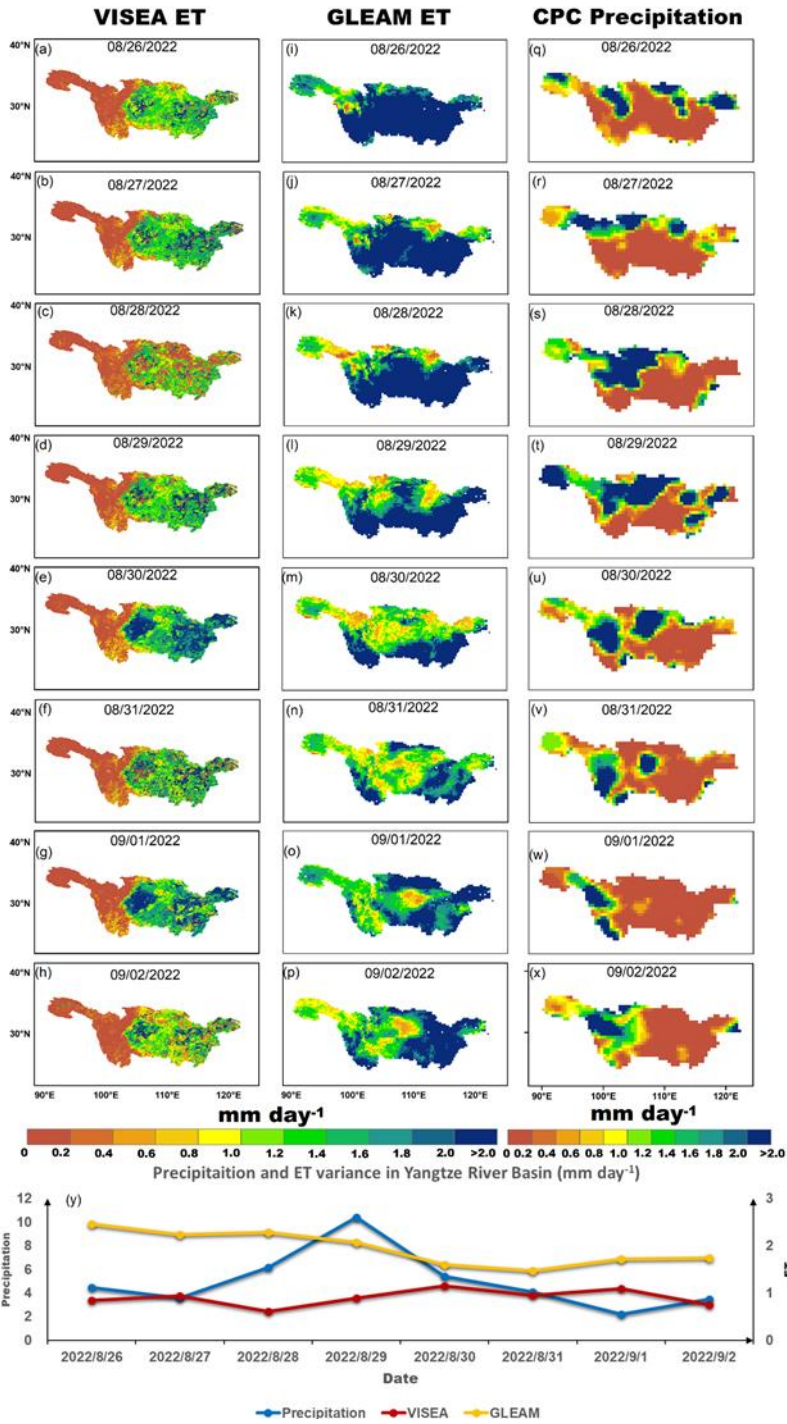 VISEA ET GLEAM ET CPC Precipitation
40°N (a) 08/26/2022 (i) 08/26/2022 (q) 08/26/2022
30°N
40°N (b) 08/27/2022 (j) 08/27/2022 (r) 08/27/2022
30°N
40°N (c) 08/28/2022 (k) 08/28/2022 (s) 08/28/2022
30°N
40°N (d) 08/29/2022 (l) 08/29/2022 (t) 08/29/2022
30°N
40°N (e) 08/30/2022 (m) 08/30/2022 (u) 08/30/2022
30°N
40°N (f) 08/31/2022 (n) 08/31/2022 (v) 08/31/2022
30°N
40°N (g) 09/01/2022 (o) 09/01/2022 (w) 09/01/2022
30°N
40°N (h) 09/02/2022 (p) 09/02/2022 (x) 09/02/2022
30°N
90°E 100°E 110°E 120°E 90°E 100°E 110°E 120°E 90°E 100°E 110°E 120°E
mm day-1 mm day-1
0 0.2 0.4 0.6 0.8 1.0 1.2 1.4 1.6 1.8 2.0 >2.0 0 0.2 0.4 0.6 0.8 1.0 1.2 1.4 1.6 1.8 2.0 >2.0
Precipitaition and ET variance in Yangtze River Basin (mm day-1)
(y)
12 3
10
8 2
6
4 1
2
0 0
Precipitation
ET
2022/8/26 2022/8/27 2022/8/28 2022/8/29 2022/8/30 2022/8/31 2022/9/1 2022/9/2
Date
Precipitation VISEA GLEAM